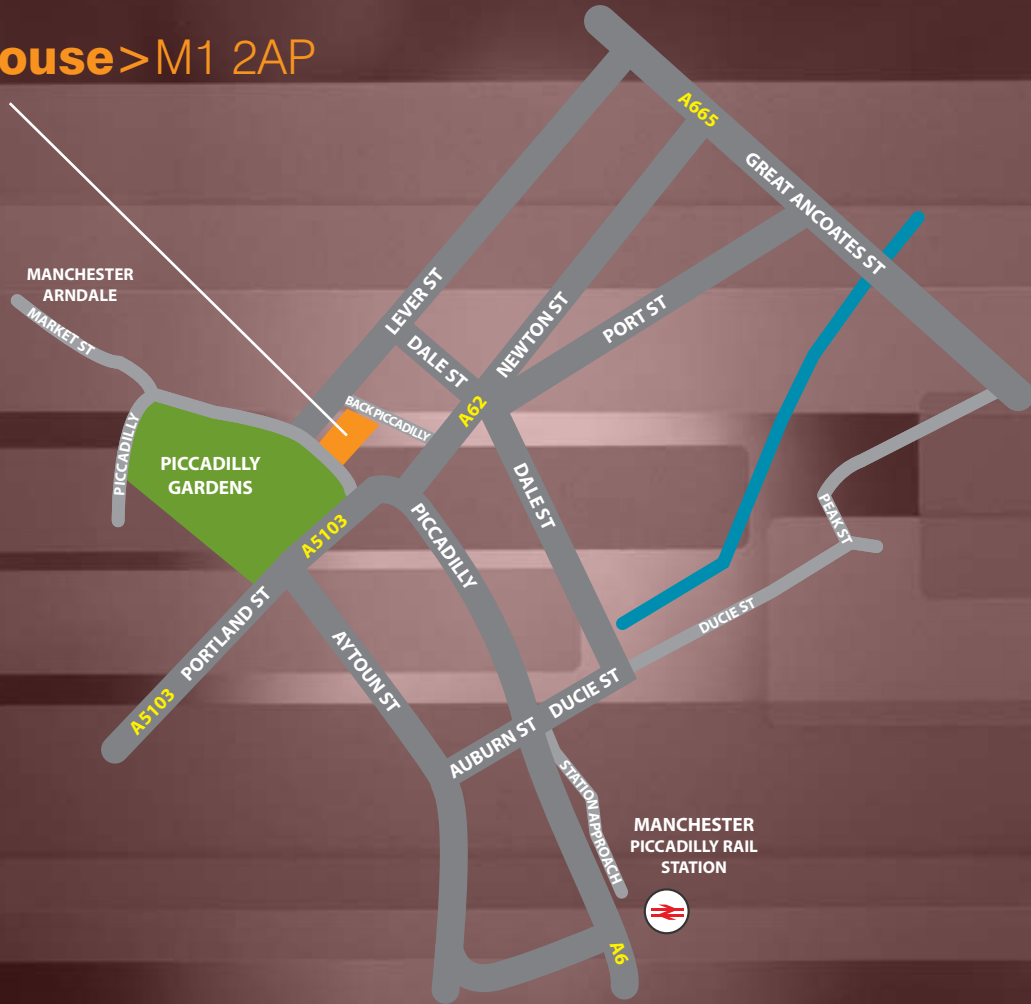 ouse>M1 2AP
A665
GREAT ANCOATES ST
MANCHESTER
ARNDALE
MARKET ST
LEVER ST
DALE ST
NEWTON ST
PORT ST
BACK PICCADILLY
A62
PICCADILLY
PICCADILLY
GARDENS
A5103
PICCADILLY
DALE ST
PEAK ST
DUCIE ST
PORTLAND ST
A5103
AYTOUN ST
AUBURN ST
DUCIE ST
STATION APPROACH
MANCHESTER
PICCADILLY RAIL
STATION
A6